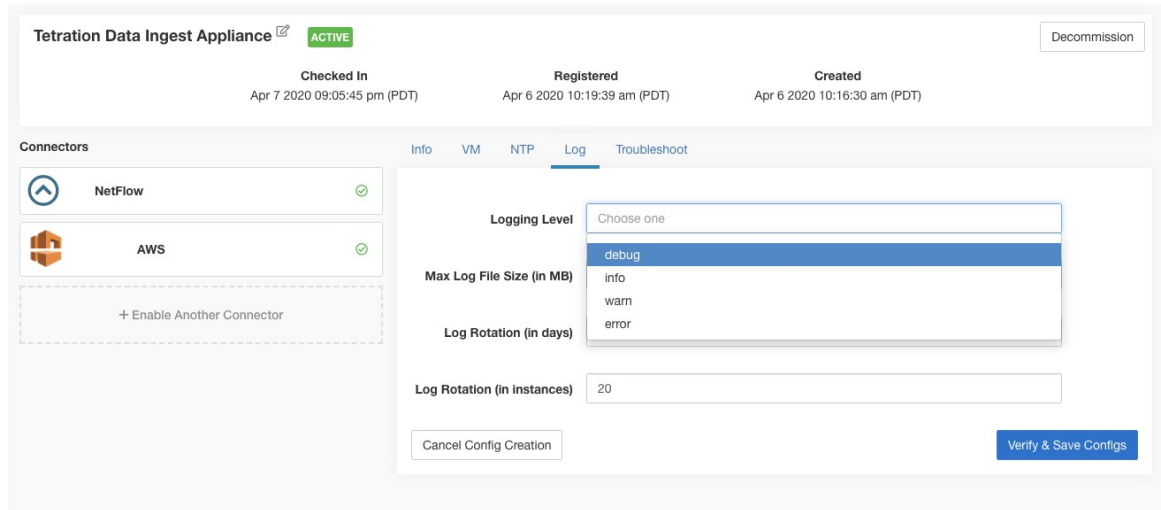 Tetration Data Ingest Appliance ACTIVE Decommission
Checked In Registered Created
Apr 7 2020 09:05:45 pm (PDT) Apr 6 2020 10:19:39 am (PDT) Apr 6 2020 10:16:30 am (PDT)
Connectors
NetFlow
AWS
+ Enable Another Connector
Info VM NTP Log Troubleshoot
Logging Level Choose one
debug
info
warn
error
Max Log File Size (in MB)
Log Rotation (in days)
Log Rotation (in instances) 20
Cancel Config Creation Verify & Save Configs